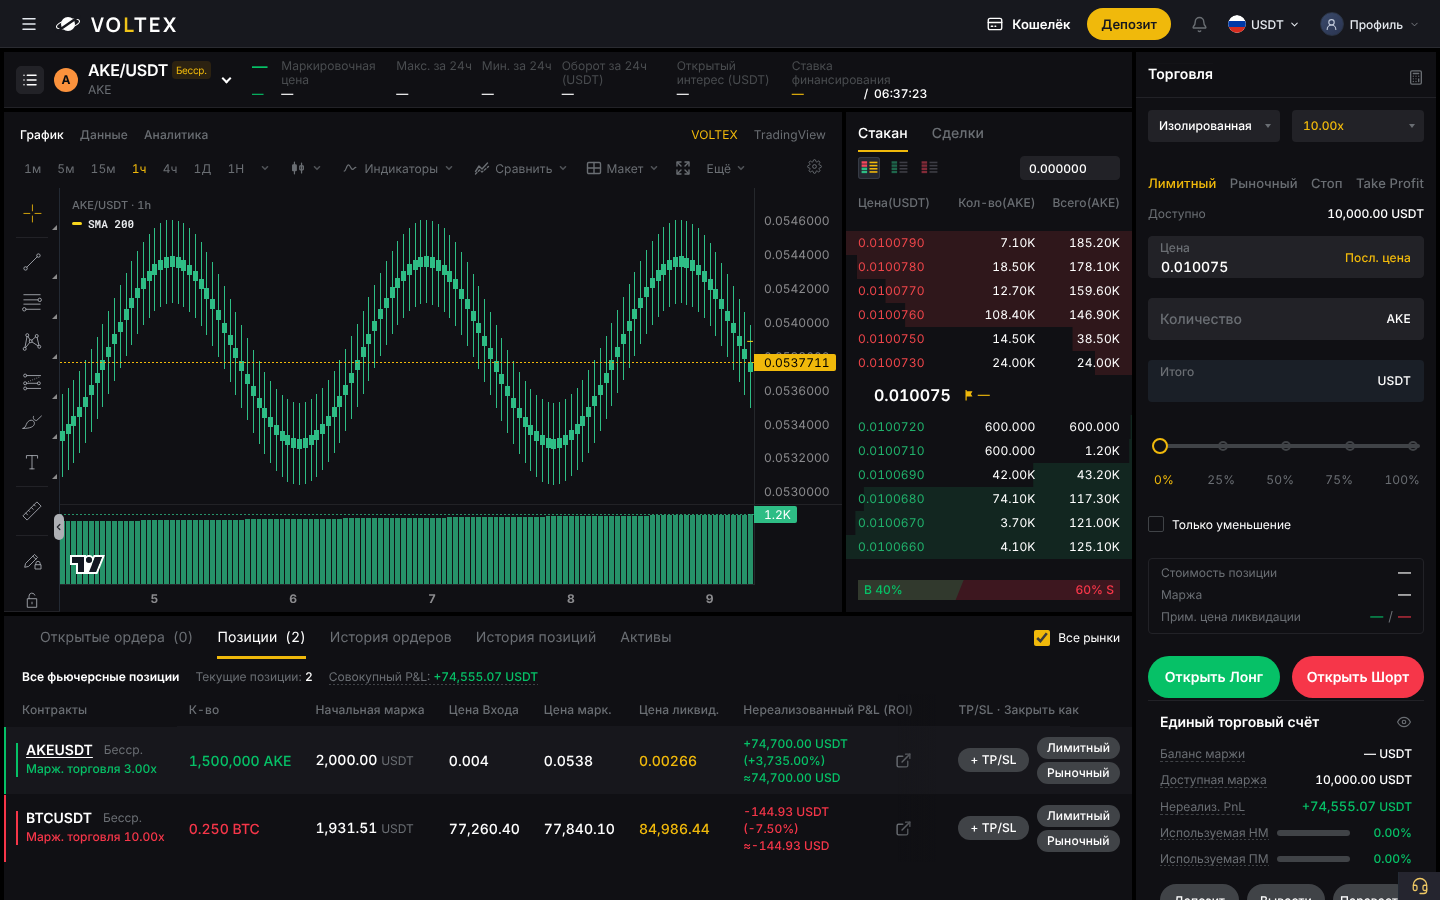 VOLTEX
Кошелёк
Депозит
USDT
Профиль
A
AKE/USDT Бесср.
AKE
—
—
Маркировочная цена
—
Макс. за 24ч
—
Мин. за 24ч
—
Оборот за 24ч (USDT)
—
Открытый интерес (USDT)
—
Ставка финансирования
— / 06:37:23
График Данные Аналитика
VOLTEX TradingView
1м 5м 15м 1ч 4ч 1Д 1Н
Индикаторы Сравнить Макет Ещё
AKE/USDT · 1h
SMA 200
0.0546000
0.0544000
0.0542000
0.0540000
0.0537711
0.0536000
0.0534000
0.0532000
0.0530000
1.2K
5 6 7 8 9
Стакан Сделки
0.000000
Цена(USDT) Кол-во(AKE) Всего(AKE)
0.0100790 7.10K 185.20K
0.0100780 18.50K 178.10K
0.0100770 12.70K 159.60K
0.0100760 108.40K 146.90K
0.0100750 14.50K 38.50K
0.0100730 24.00K 24.00K
0.010075 —
0.0100720 600.000 600.000
0.0100710 600.000 1.20K
0.0100690 42.00K 43.20K
0.0100680 74.10K 117.30K
0.0100670 3.70K 121.00K
0.0100660 4.10K 125.10K
B 40% 60% S
Торговля
Изолированная 10.00x
Лимитный Рыночный Стоп Take Profit
Доступно 10,000.00 USDT
Цена
0.010075 Посл. цена
Количество AKE
Итого
USDT
0% 25% 50% 75% 100%
Только уменьшение
Стоимость позиции —
Маржа —
Прим. цена ликвидации — / —
Открыть Лонг Открыть Шорт
Единый торговый счёт
Баланс маржи — USDT
Доступная маржа 10,000.00 USDT
Нереализ. PnL +74,555.07 USDT
Используемая НМ 0.00%
Используемая ПМ 0.00%
Депозит Вывести Перевест
Открытые ордера (0) Позиции (2) История ордеров История позиций Активы
Все рынки
Все фьючерсные позиции Текущие позиции: 2 Совокупный P&L: +74,555.07 USDT
Контракты К-во Начальная маржа Цена Входа Цена марк. Цена ликвид. Нереализованный P&L (ROI) TP/SL · Закрыть как
AKEUSDT Бесср.
Марж. торговля 3.00x
1,500,000 AKE 2,000.00 USDT 0.004 0.0538 0.00266
+74,700.00 USDT
(+3,735.00%)
≈74,700.00 USD
+ TP/SL
Лимитный
Рыночный
BTCUSDT Бесср.
Марж. торговля 10.00x
0.250 BTC 1,931.51 USDT 77,260.40 77,840.10 84,986.44
-144.93 USDT
(-7.50%)
≈-144.93 USD
+ TP/SL
Лимитный
Рыночный